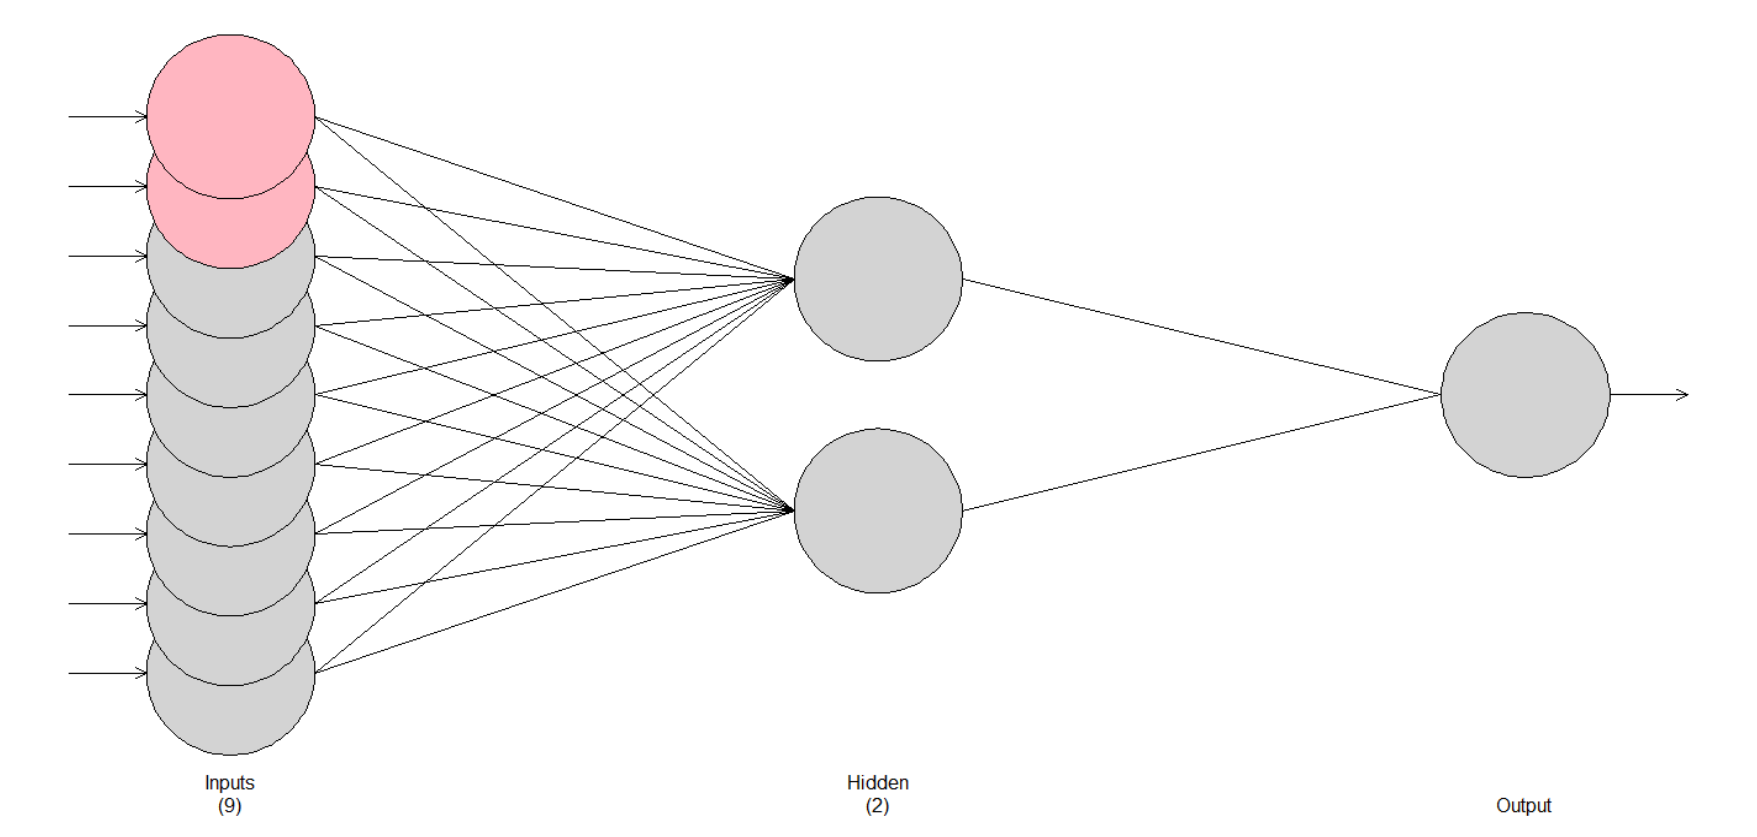 Inputs
(9)
Hidden
(2)
Output